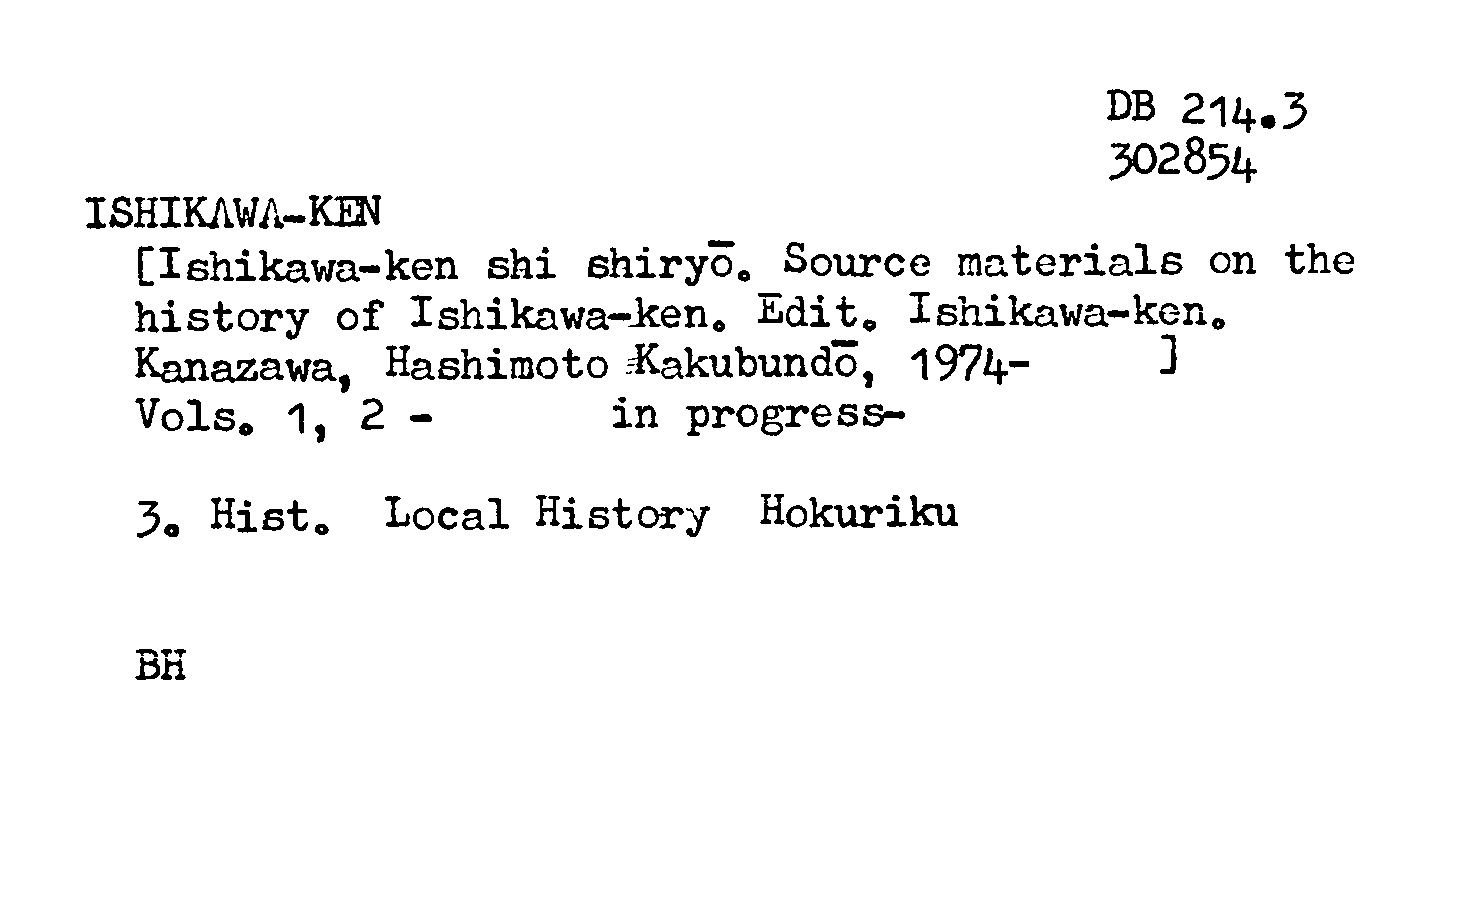 DB 214.3
302854
ISHIKAWA-KEN
[Ishikawa-ken shi shiryō. Source materials on the
history of Ishikawa-ken. Edit. Ishikawa-ken.
Kanazawa, Hashimoto Kakubundō, 1974- ]
Vols. 1, 2 - in progress-
3. Hist. Local History Hokuriku
BH